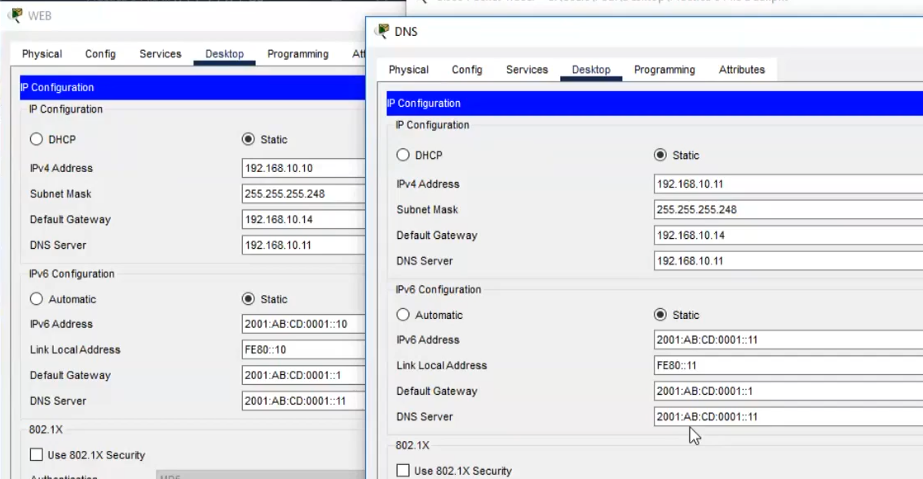 WEB
Physical Config Services Desktop Programming
IP Configuration
IP Configuration
DHCP Static
IPv4 Address 192.168.10.10
Subnet Mask 255.255.255.248
Default Gateway 192.168.10.14
DNS Server 192.168.10.11
IPv6 Configuration
Automatic Static
IPv6 Address 2001:AB:CD:0001::10
Link Local Address FE80::10
Default Gateway 2001:AB:CD:0001::1
DNS Server 2001:AB:CD:0001::11
802.1X
Use 802.1X Security
DNS
Physical Config Services Desktop Programming Attributes
IP Configuration
IP Configuration
DHCP Static
IPv4 Address 192.168.10.11
Subnet Mask 255.255.255.248
Default Gateway 192.168.10.14
DNS Server 192.168.10.11
IPv6 Configuration
Automatic Static
IPv6 Address 2001:AB:CD:0001::11
Link Local Address FE80::11
Default Gateway 2001:AB:CD:0001::1
DNS Server 2001:AB:CD:0001::11
802.1X
Use 802.1X Security